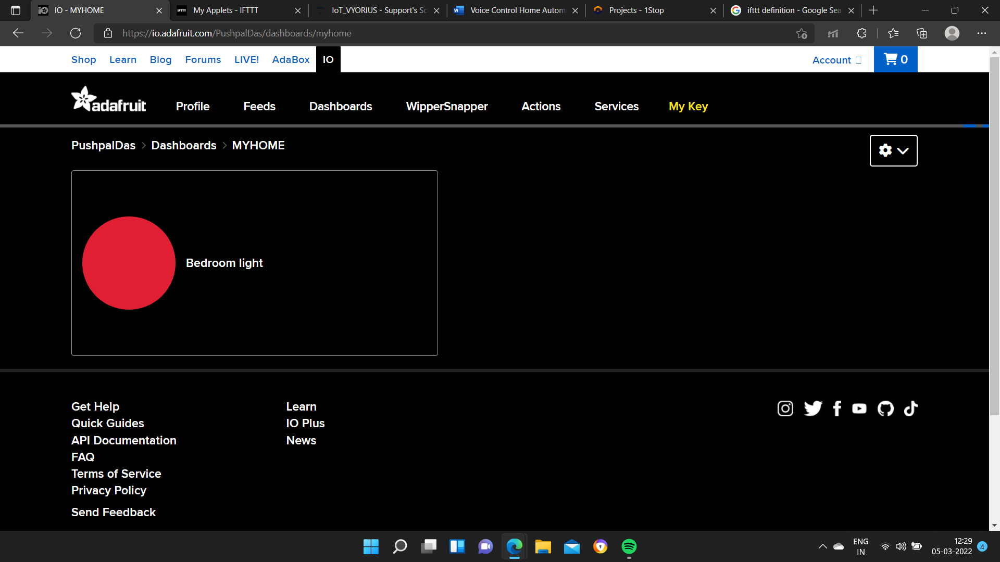 IO - MYHOME
My Applets - IFTTT
IoT_VYORIUS - Support's Sc
Voice Control Home Autom
Projects - 1Stop
ifttt definition - Google Sea
https://io.adafruit.com/PushpalDas/dashboards/myhome
Shop Learn Blog Forums LIVE! AdaBox IO Account 0
adafruit Profile Feeds Dashboards WipperSnapper Actions Services My Key
PushpalDas > Dashboards > MYHOME
Bedroom light
Get Help
Quick Guides
API Documentation
FAQ
Terms of Service
Privacy Policy
Send Feedback
Learn
IO Plus
News
ENG
IN
12:29
05-03-2022
4